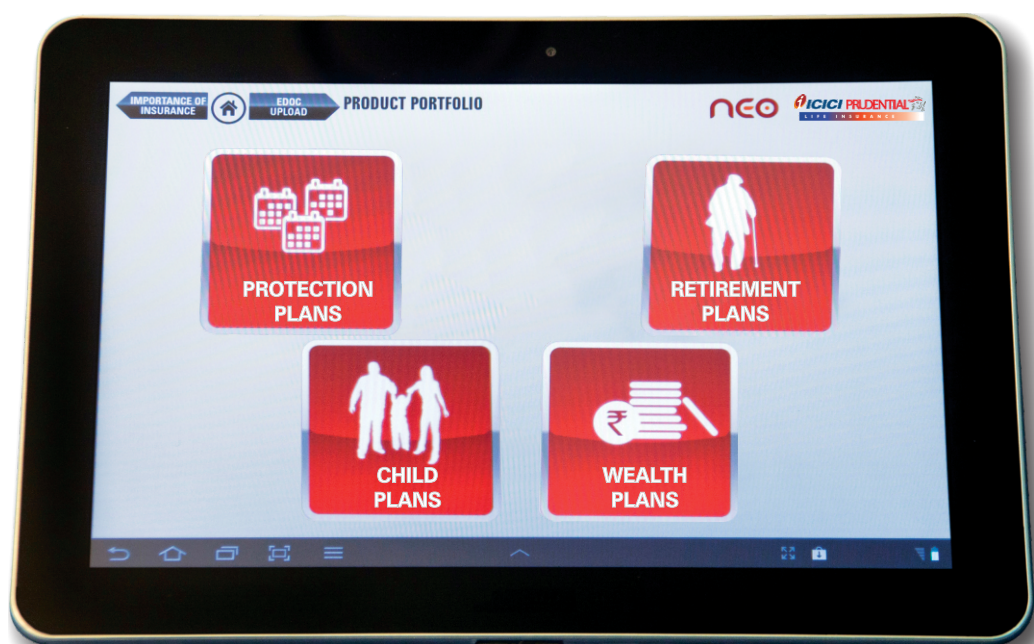 IMPORTANCE OF
INSURANCE
EDOC
UPLOAD
PRODUCT PORTFOLIO
neo
ICICI PRUDENTIAL
LIFE INSURANCE
PROTECTION
PLANS
RETIREMENT
PLANS
CHILD
PLANS
₹
WEALTH
PLANS